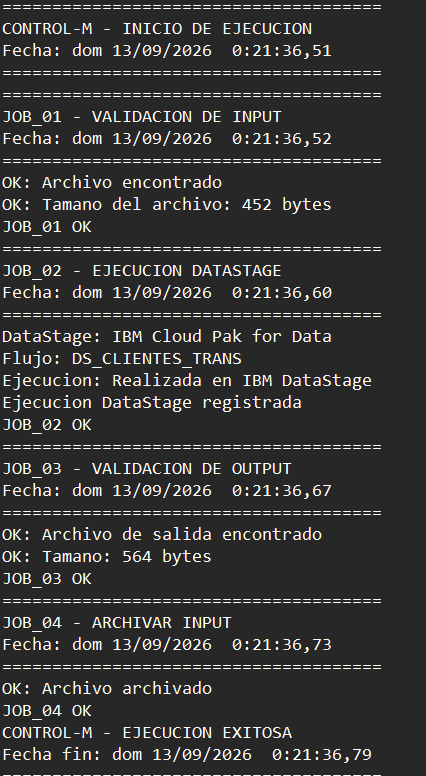 ======================================
CONTROL-M - INICIO DE EJECUCION
Fecha: dom 13/09/2026  0:21:36,51
======================================
======================================
JOB_01 - VALIDACION DE INPUT
Fecha: dom 13/09/2026  0:21:36,52
======================================
OK: Archivo encontrado
OK: Tamano del archivo: 452 bytes
JOB_01 OK
======================================
JOB_02 - EJECUCION DATASTAGE
Fecha: dom 13/09/2026  0:21:36,60
======================================
DataStage: IBM Cloud Pak for Data
Flujo: DS_CLIENTES_TRANS
Ejecucion: Realizada en IBM DataStage
Ejecucion DataStage registrada
JOB_02 OK
======================================
JOB_03 - VALIDACION DE OUTPUT
Fecha: dom 13/09/2026  0:21:36,67
======================================
OK: Archivo de salida encontrado
OK: Tamano: 564 bytes
JOB_03 OK
======================================
JOB_04 - ARCHIVAR INPUT
Fecha: dom 13/09/2026  0:21:36,73
======================================
OK: Archivo archivado
JOB_04 OK
CONTROL-M - EJECUCION EXITOSA
Fecha fin: dom 13/09/2026  0:21:36,79
======================================